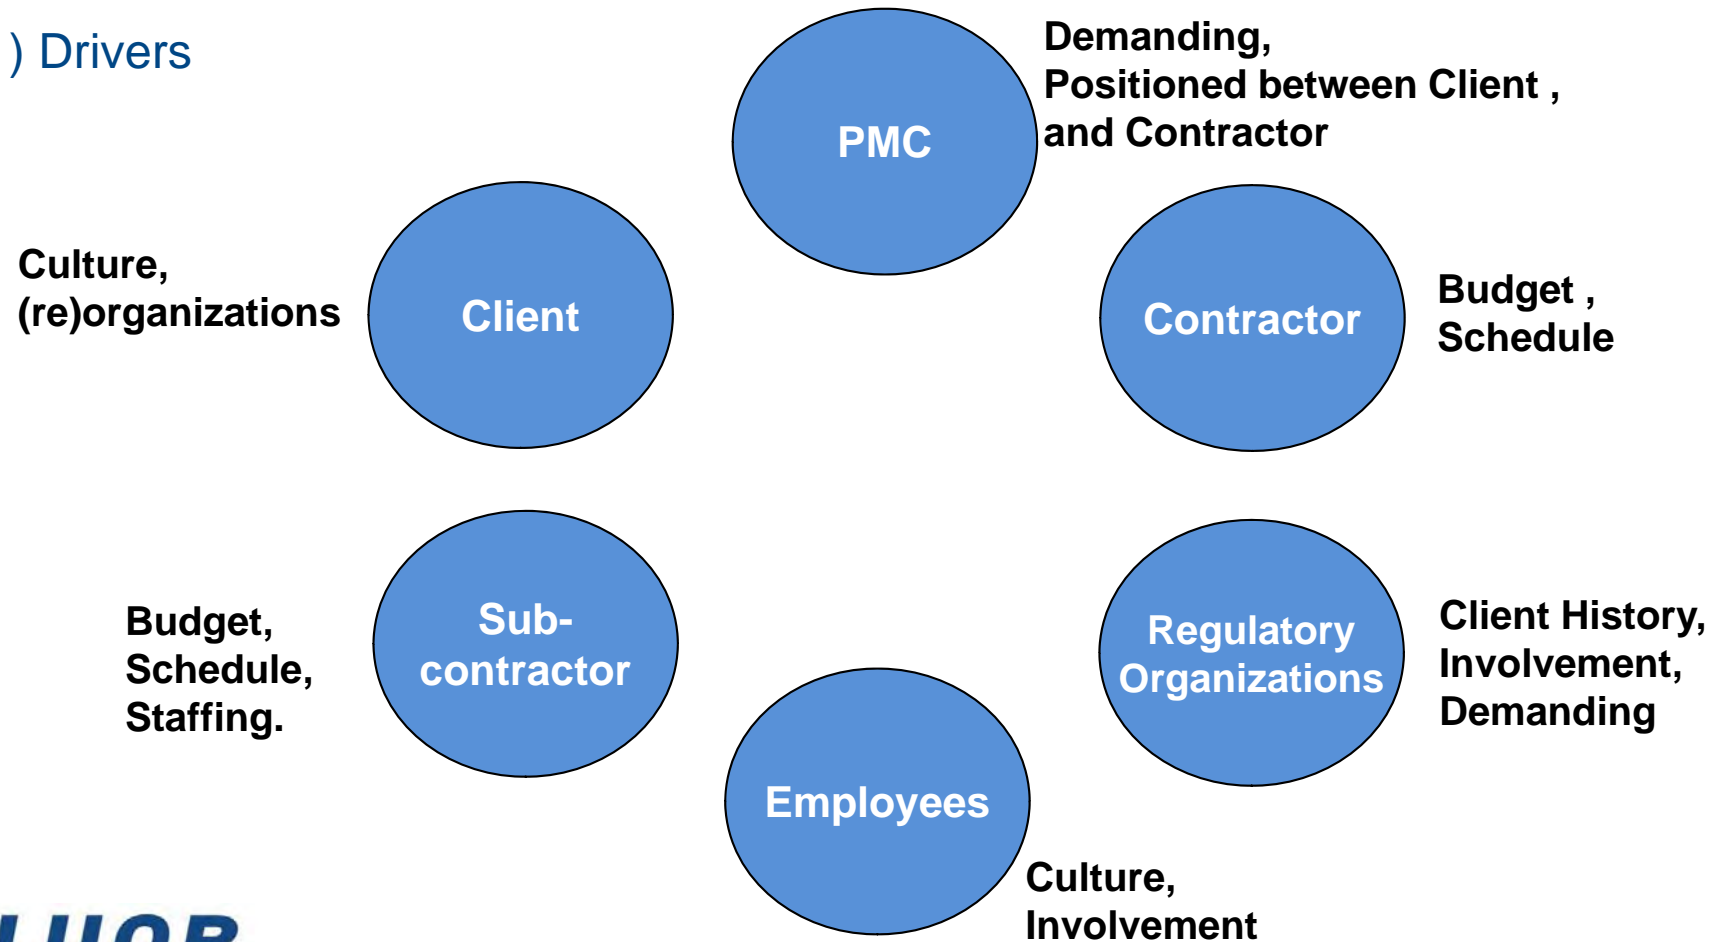 ) Drivers
PMC
Demanding,
Positioned between Client ,
and Contractor
Client
Culture,
(re)organizations
Contractor
Budget ,
Schedule
Sub-
contractor
Budget,
Schedule,
Staffing.
Regulatory
Organizations
Client History,
Involvement,
Demanding
Employees
Culture,
Involvement